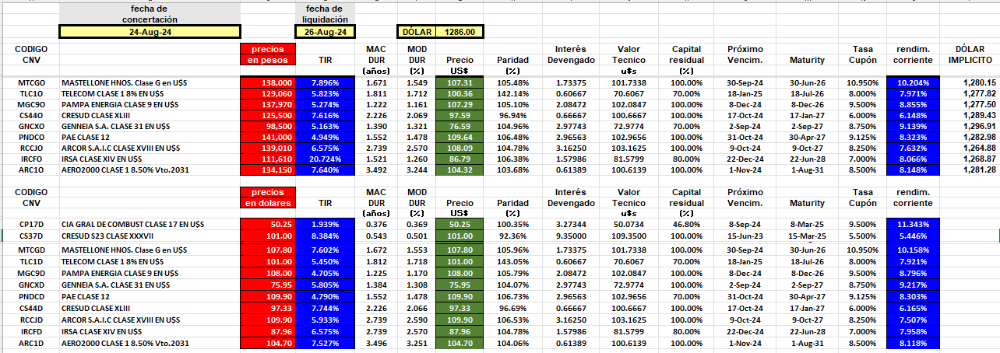 fecha de fecha de
concertación liquidación
24-Aug-24 26-Aug-24 DÓLAR 1286.00
CODIGO precios MAC MOD Interés Valor Capital Próximo Tasa rendim. DÓLAR
CNV en pesos TIR DUR DUR Precio Paridad Devengado Tecnico residual Vencim. Maturity Cupón corriente IMPLICITO
(años) (%) US$ (%) u$s (%)
MTCGO MASTELLONE HNOS. Clase G en U$S 138,000 7.896% 1.671 1.549 107.31 105.48% 1.73375 101.7338 100.00% 30-Sep-24 30-Jun-26 10.950% 10.204% 1,280.15
TLC1O TELECOM CLASE 1 8% EN U$S 129,060 5.823% 1.811 1.712 100.36 142.14% 0.60667 70.6067 70.00% 18-Jan-25 18-Jul-26 8.000% 7.971% 1,277.82
MGC9O PAMPA ENERGIA CLASE 9 EN U$S 137,970 5.274% 1.222 1.161 107.29 105.10% 2.08472 102.0847 100.00% 8-Dec-24 8-Dec-26 9.500% 8.855% 1,277.50
CS44O CRESUD CLASE XLIII 125,500 7.616% 2.226 2.069 97.59 96.94% 0.66667 100.6667 100.00% 17-Oct-24 17-Jan-27 6.000% 6.148% 1,289.43
GNCXO GENNEIA S.A. CLASE 31 EN U$S 98,500 5.163% 1.390 1.321 76.59 104.96% 2.97743 72.9774 70.00% 2-Sep-24 2-Sep-27 8.750% 9.139% 1,296.91
PNDCO PAE CLASE 12 141,000 4.949% 1.552 1.478 109.64 106.48% 2.96563 102.9656 100.00% 31-Oct-24 30-Apr-27 9.125% 8.323% 1,282.98
RCCJO ARCOR S.A.I.C CLASE XVIII EN U$S 139,010 6.575% 2.739 2.570 108.09 104.78% 3.16250 103.1625 100.00% 9-Oct-24 9-Oct-27 8.250% 7.632% 1,264.88
IRCFO IRSA CLASE XIV EN U$S 111,610 20.724% 1.521 1.260 86.79 106.38% 1.57986 81.5799 80.00% 22-Dec-24 22-Jun-28 7.000% 8.066% 1,268.87
ARC1O AERO2000 CLASE 1 8.50% Vto.2031 134,150 7.640% 3.492 3.244 104.32 103.68% 0.61389 100.6139 100.00% 1-Nov-24 1-Aug-31 8.500% 8.148% 1,281.28
CODIGO precios MAC MOD Interés Valor Capital Próximo Tasa rendim.
CNV en dolares TIR DUR DUR Precio Paridad Devengado Tecnico residual Vencim. Maturity Cupón corriente
(años) (%) US$ (%) u$s (%)
CP17D CIA GRAL DE COMBUST CLASE 17 EN U$S 50.25 1.939% 0.376 0.369 50.25 100.35% 3.27344 50.0734 46.80% 8-Sep-24 8-Mar-25 9.500% 11.343%
CS37D CRESUD S23 CLASE XXXVII 101.00 8.384% 0.543 0.501 101.00 92.36% 9.35000 109.3500 100.00% 15-Jun-23 15-Mar-25 5.500% 5.446%
MTCGD MASTELLONE HNOS. Clase G en U$S 107.80 7.602% 1.672 1.553 107.80 105.96% 1.73375 101.7338 100.00% 30-Sep-24 30-Jun-26 10.950% 10.158%
TLC1D TELECOM CLASE 1 8% EN U$S 101.00 5.450% 1.812 1.718 101.00 143.05% 0.60667 70.6067 100.00% 18-Jan-25 18-Jul-26 8.000% 7.921%
MGC9D PAMPA ENERGIA CLASE 9 EN U$S 108.00 4.705% 1.225 1.170 108.00 105.79% 2.08472 102.0847 100.00% 8-Dec-24 8-Dec-26 9.500% 8.796%
GNCXD GENNEIA S.A. CLASE 31 EN U$S 75.95 5.805% 1.384 1.308 75.95 104.07% 2.97743 72.9774 100.00% 2-Sep-24 2-Sep-27 8.750% 9.217%
PNDCD PAE CLASE 12 109.90 4.790% 1.552 1.478 109.90 106.73% 2.96563 102.9656 70.00% 31-Oct-24 30-Apr-27 9.125% 8.303%
CS44D CRESUD CLASE XLIII 97.33 7.744% 2.226 2.066 97.33 96.69% 0.66667 100.6667 100.00% 17-Oct-24 17-Jan-27 6.000% 6.165%
RCCJD ARCOR S.A.I.C CLASE XVIII EN U$S 109.90 5.933% 2.739 2.590 109.90 106.53% 3.16250 103.1625 100.00% 9-Oct-24 9-Oct-27 8.250% 7.507%
IRCFD IRSA CLASE XIV EN U$S 87.96 6.575% 2.739 2.570 87.96 104.78% 1.57986 81.5799 80.00% 22-Dec-24 22-Jun-28 7.000% 7.958%
ARC1D AERO2000 CLASE 1 8.50% Vto.2031 104.70 7.527% 3.496 3.251 104.70 104.06% 0.61389 100.6139 100.00% 1-Nov-24 1-Aug-31 8.500% 8.118%